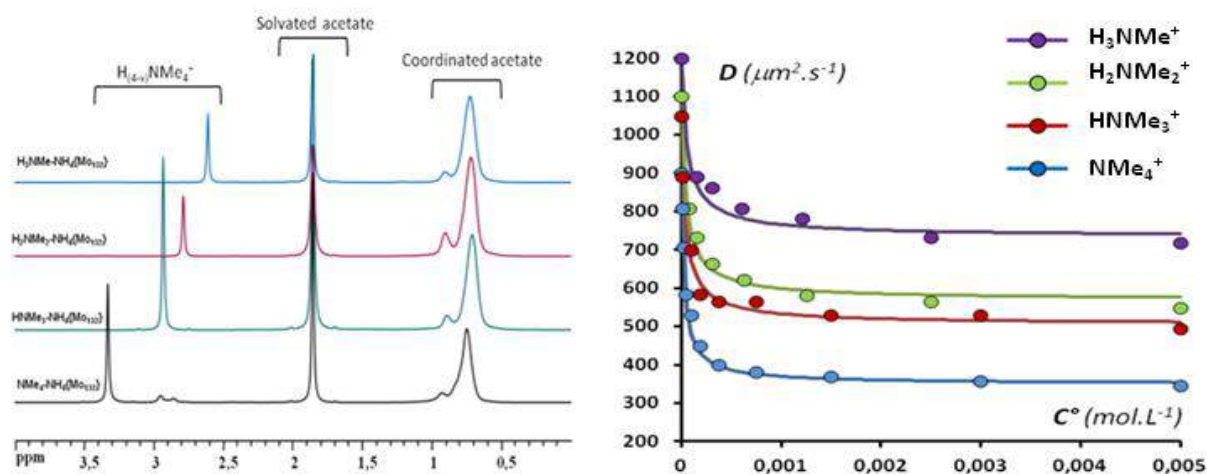 Solvated acetate
H₍₄₋ₓ₎NMe₄⁺
Coordinated acetate
H₃NMe-NH₄{Mo₁₃₂}
H₂NMe₂-NH₄{Mo₁₃₂}
HNMe₃-NH₄{Mo₁₃₂}
NMe₄-NH₄{Mo₁₃₂}
ppm 3,5 3 2,5 2 1,5 1 0,5
D (μm².s⁻¹)
1200
1100
1000
900
800
700
600
500
400
300
200
H₃NMe⁺
H₂NMe₂⁺
HNMe₃⁺
NMe₄⁺
C° (mol.L⁻¹)
0 0,001 0,002 0,003 0,004 0,005